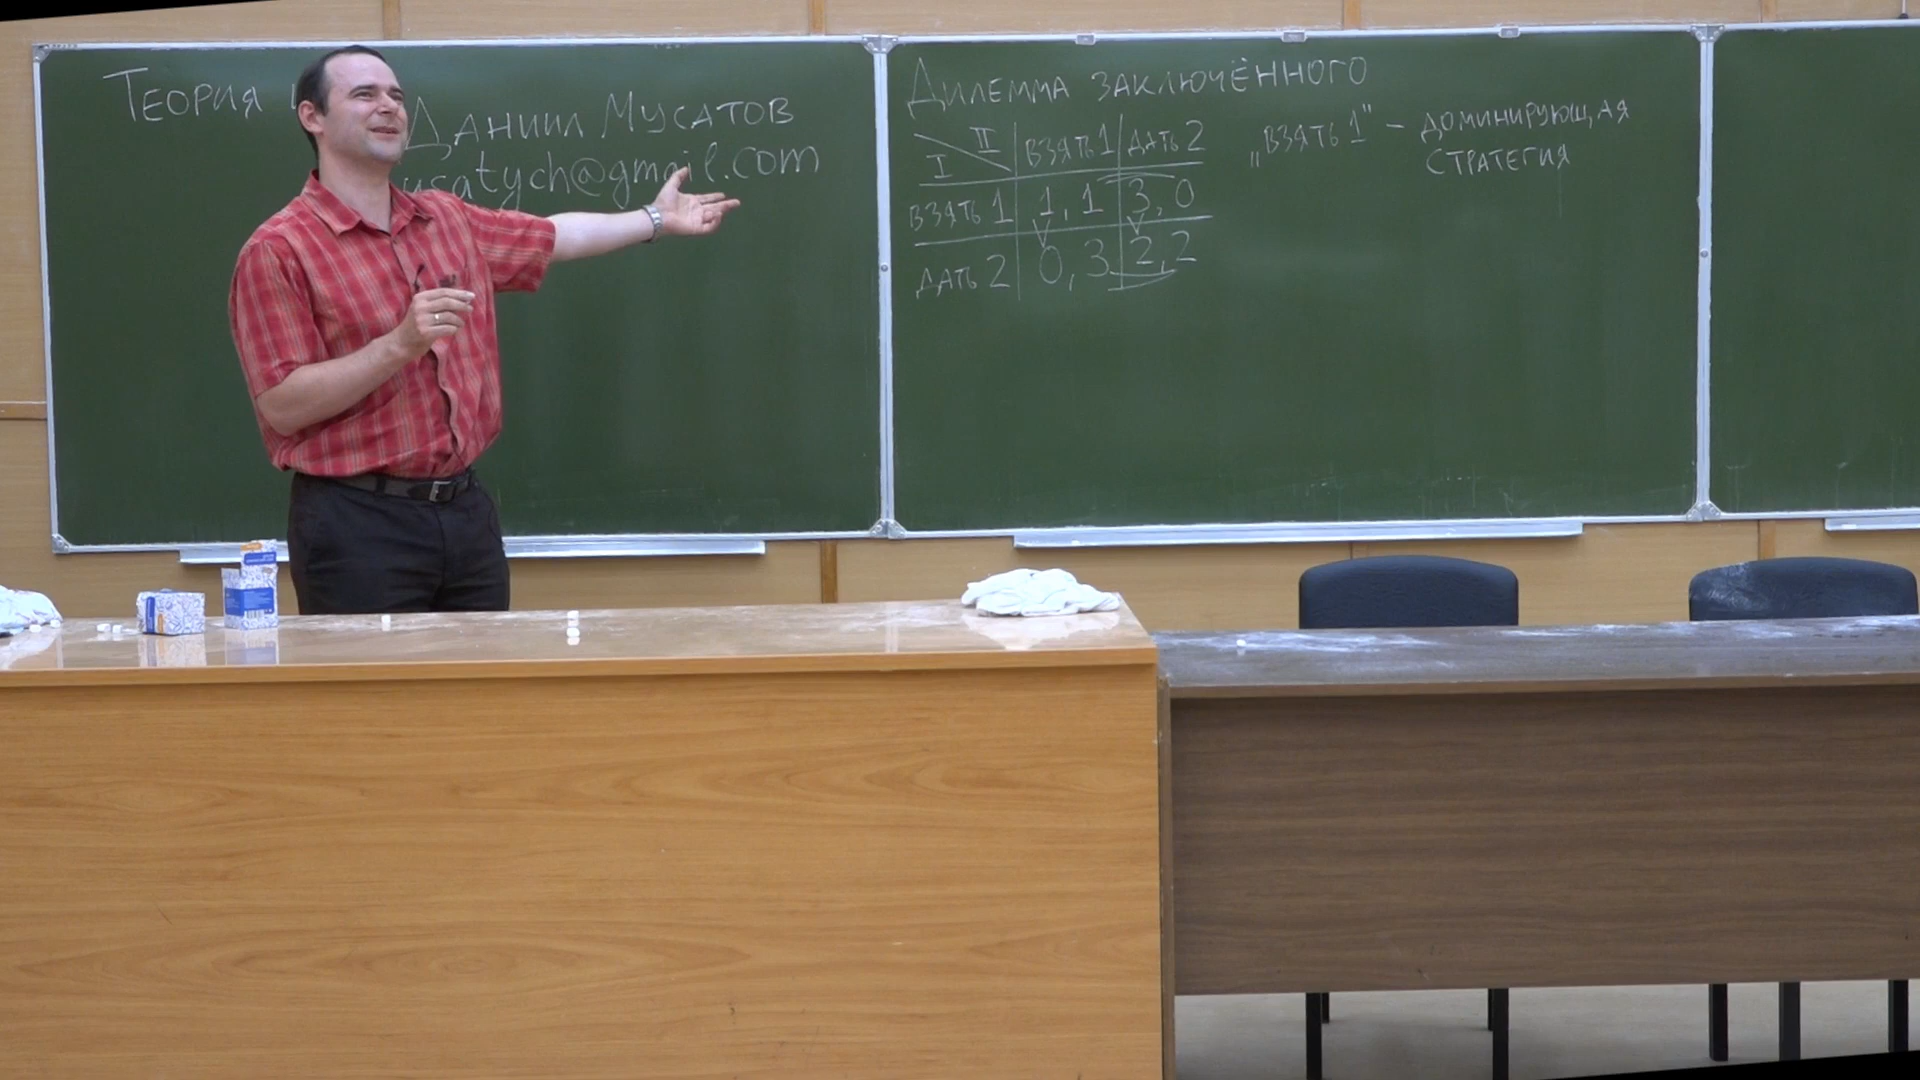 Теория
Даниил Мусатов
usatych@gmail.com
Дилемма заключённого
II
I
взять 1
дать 2
взять 1
1, 1
3, 0
дать 2
0, 3
2, 2
„взять 1" – доминирующая
стратегия